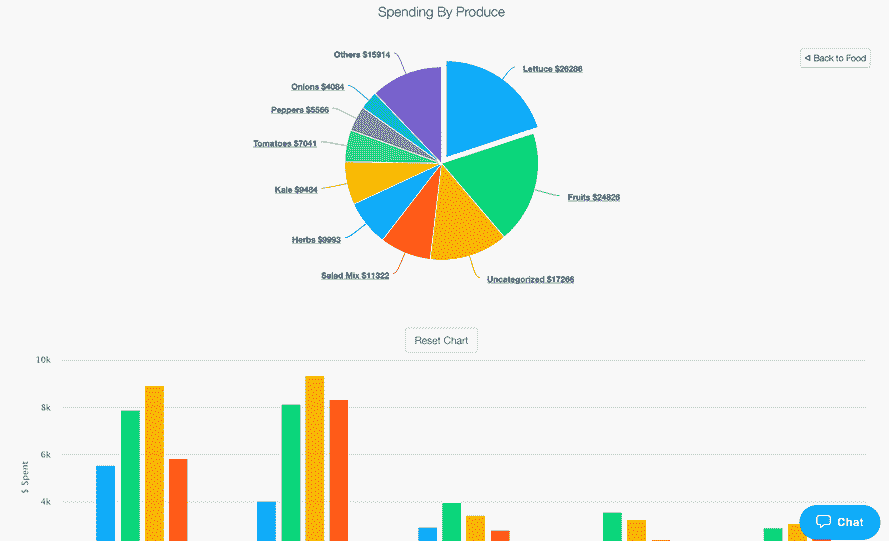 Spending By Produce
Others $15914
Lettuce $26286
Back to Food
Onions $4084
Peppers $5566
Tomatoes $7041
Kale $9484
Fruits $24826
Herbs $9993
Salad Mix $11322
Uncategorized $17266
Reset Chart
10k
8k
6k
$ Spent
4k
Chat